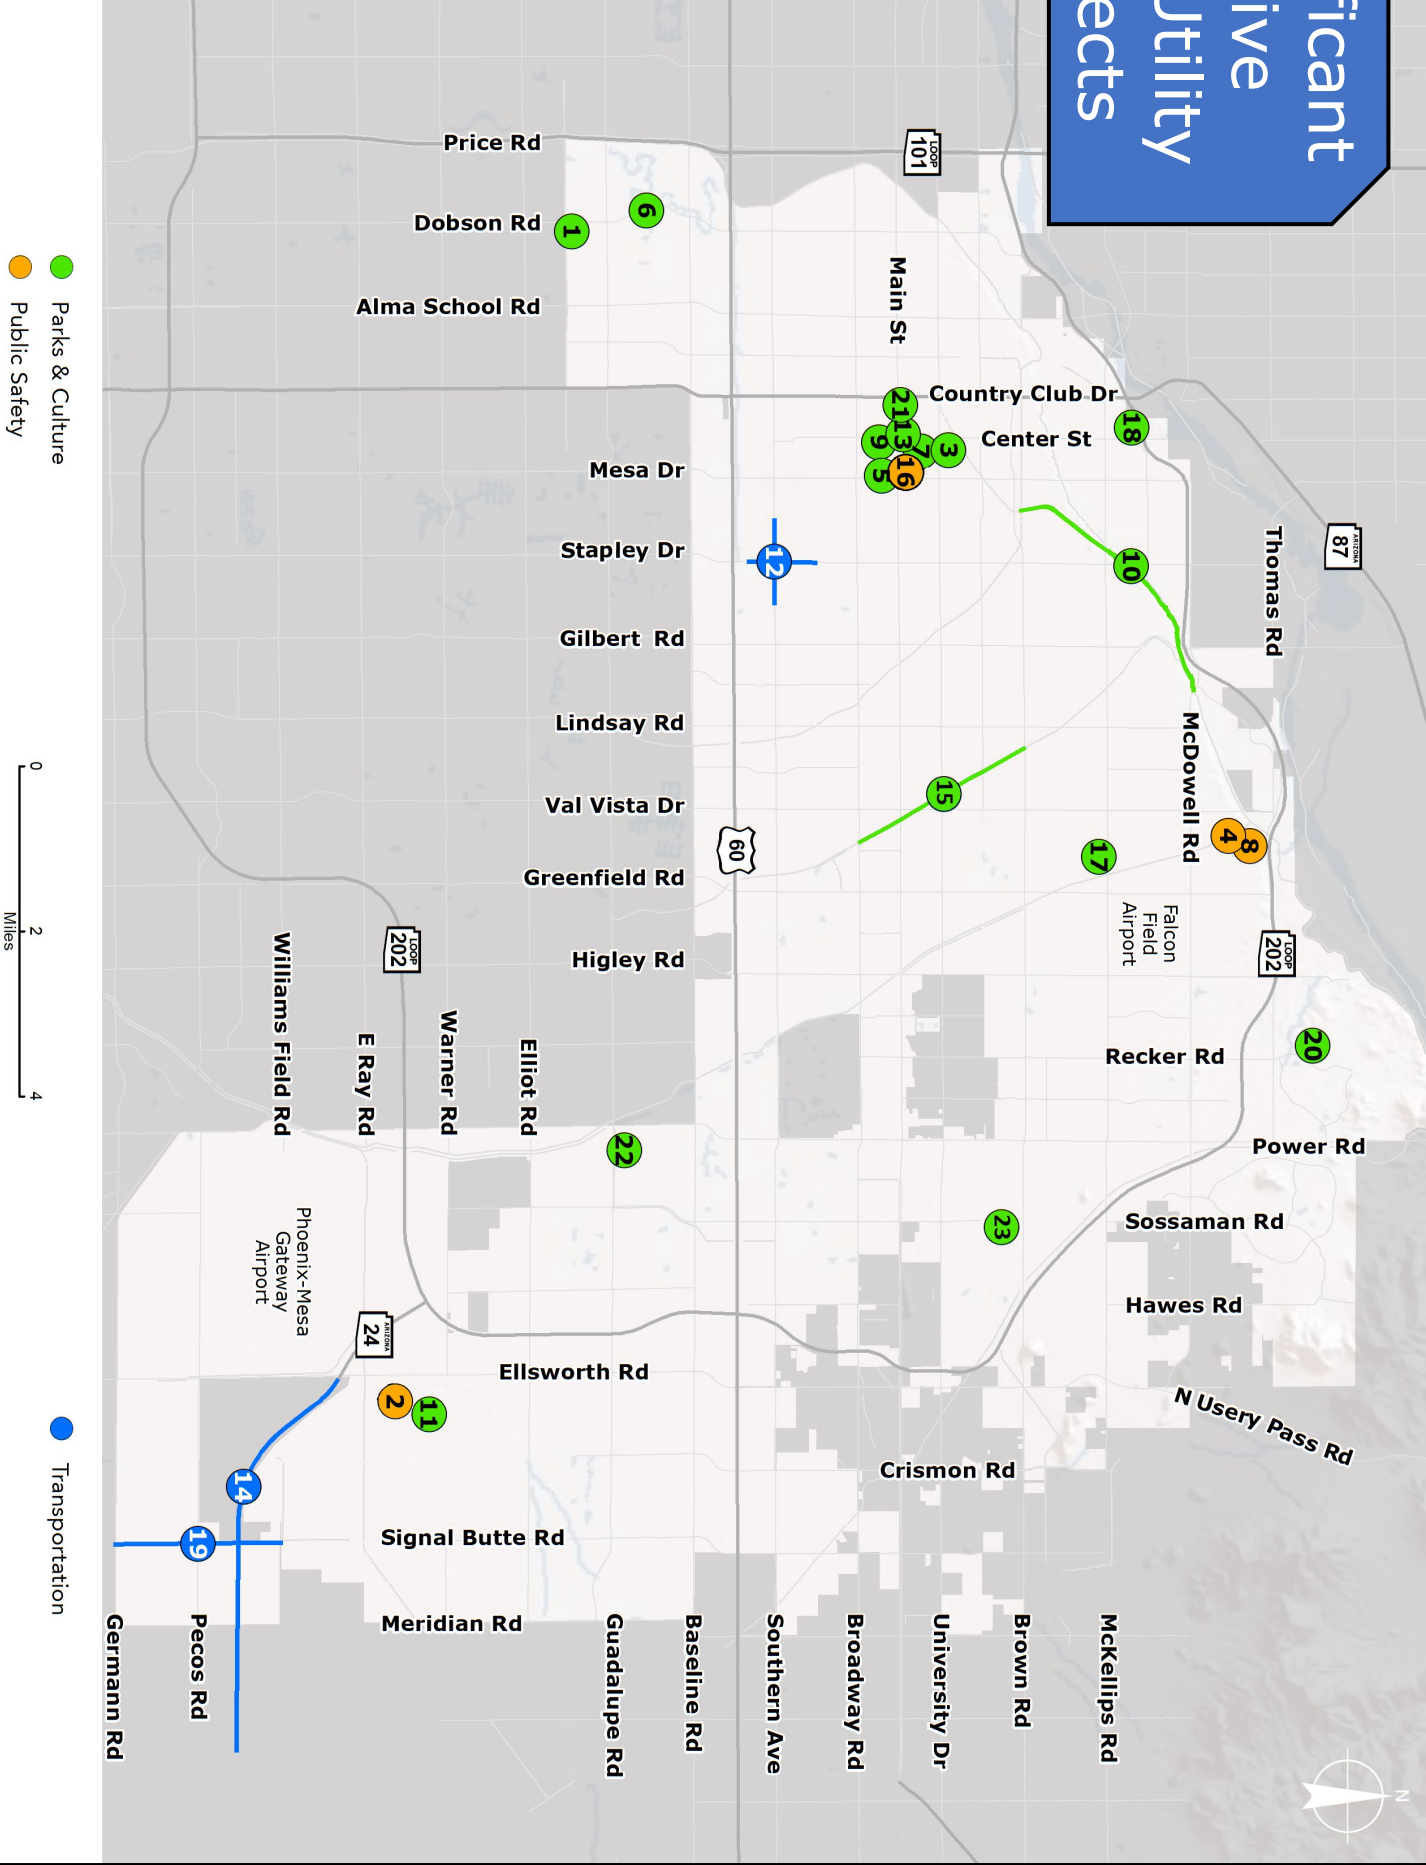 ficant
ive
Utility
ects
LOOP
101
Price Rd
Dobson Rd
Alma School Rd
Main St
Country Club Dr
Center St
Mesa Dr
Stapley Dr
Gilbert Rd
Lindsay Rd
Val Vista Dr
Greenfield Rd
Higley Rd
Thomas Rd
ARIZONA
87
McDowell Rd
60
Falcon
Field
Airport
LOOP
202
Recker Rd
Power Rd
Sossaman Rd
Hawes Rd
N Usery Pass Rd
Crismon Rd
Ellsworth Rd
Signal Butte Rd
Meridian Rd
LOOP
202
Elliot Rd
Warner Rd
E Ray Rd
Williams Field Rd
Phoenix-Mesa
Gateway
Airport
ARIZONA
24
McKellips Rd
Brown Rd
University Dr
Broadway Rd
Southern Ave
Baseline Rd
Guadalupe Rd
Pecos Rd
Germann Rd
1
6
21
13
9
7
3
5
16
18
10
12
15
17
4
8
20
22
23
2
11
14
19
N
Parks & Culture
Public Safety
Transportation
0
2
4
Miles